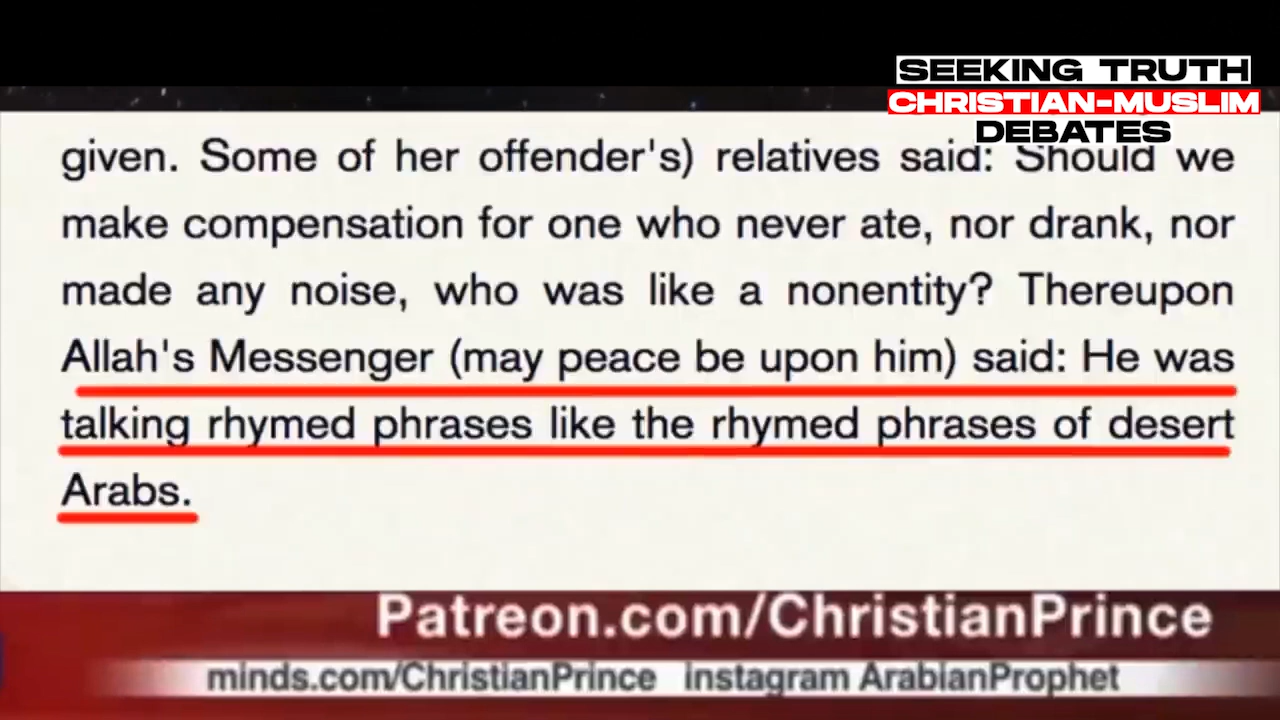 SEEKING TRUTH
CHRISTIAN-MUSLIM
DEBATES
given. Some of her offender's) relatives said: Should we
make compensation for one who never ate, nor drank, nor
made any noise, who was like a nonentity? Thereupon
Allah's Messenger (may peace be upon him) said: He was
talking rhymed phrases like the rhymed phrases of desert
Arabs.
Patreon.com/ChristianPrince
minds.com/ChristianPrince instagram ArabianProphet